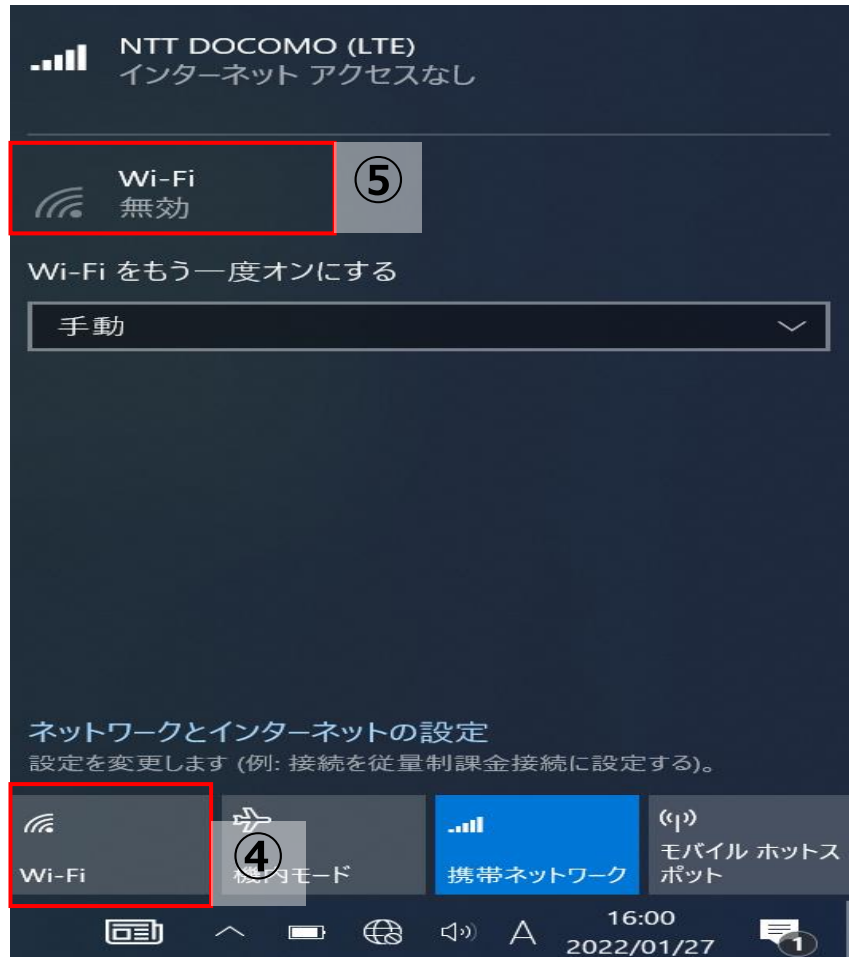 NTT DOCOMO (LTE)
インターネット アクセスなし
Wi-Fi
無効
⑤
Wi-Fi をもう一度オンにする
手動
ネットワークとインターネットの設定
設定を変更します (例: 接続を従量制課金接続に設定する)。
Wi-Fi
④
機内モード
携帯ネットワーク
モバイル ホットス
ポット
A
16:00
2022/01/27
1